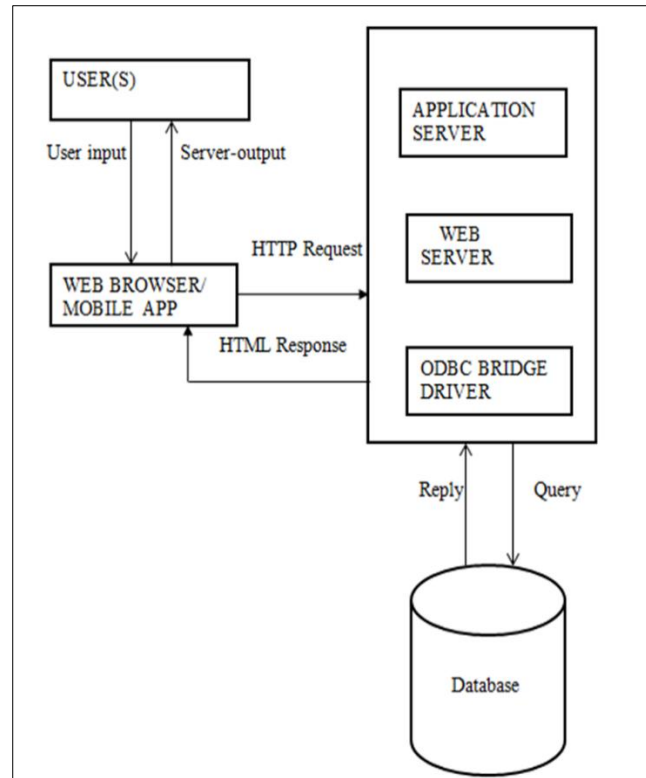 USER(S)
User input
Server-output
WEB BROWSER/
MOBILE APP
HTTP Request
HTML Response
APPLICATION
SERVER
WEB
SERVER
ODBC BRIDGE
DRIVER
Reply
Query
Database